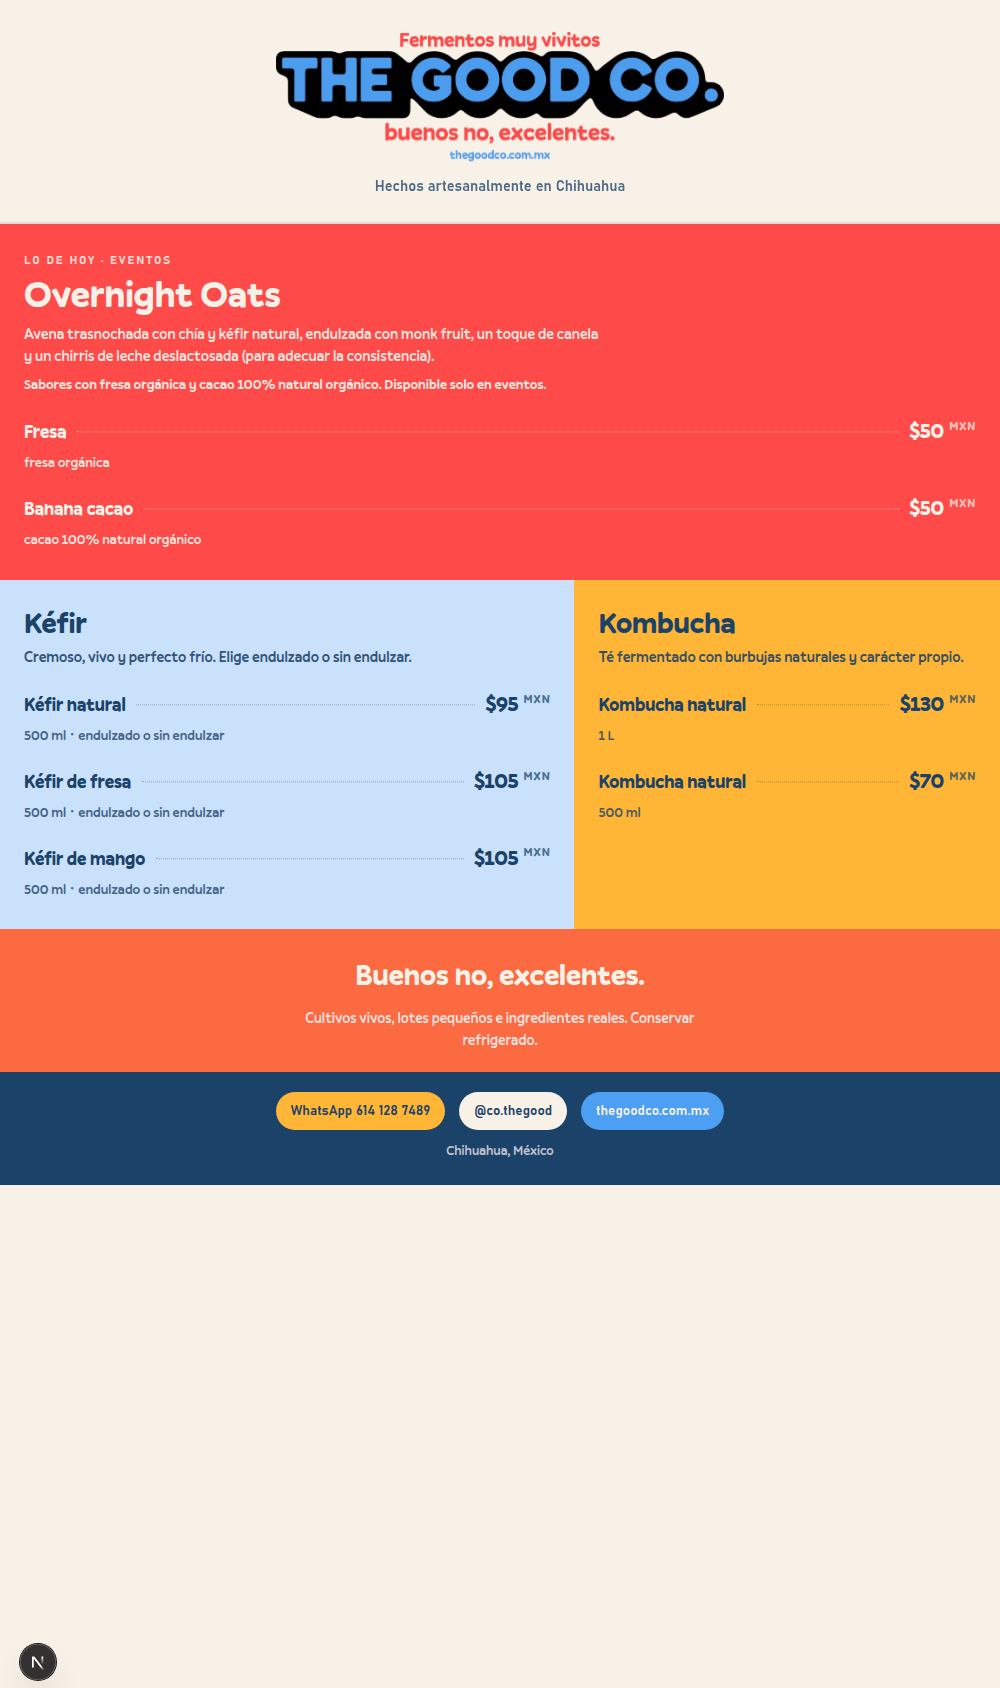 Fermentos muy vivitos
THE GOOD CO.
buenos no, excelentes.
thegoodco.com.mx
Hechos artesanalmente en Chihuahua
LO DE HOY · EVENTOS
Overnight Oats
Avena trasnochada con chía y kéfir natural, endulzada con monk fruit, un toque de canela
y un chirris de leche deslactosada (para adecuar la consistencia).
Sabores con fresa orgánica y cacao 100% natural orgánico. Disponible solo en eventos.
Fresa $50 MXN
fresa orgánica
Banana cacao $50 MXN
cacao 100% natural orgánico
Kéfir
Cremoso, vivo y perfecto frío. Elige endulzado o sin endulzar.
Kéfir natural $95 MXN
500 ml · endulzado o sin endulzar
Kéfir de fresa $105 MXN
500 ml · endulzado o sin endulzar
Kéfir de mango $105 MXN
500 ml · endulzado o sin endulzar
Kombucha
Té fermentado con burbujas naturales y carácter propio.
Kombucha natural $130 MXN
1 L
Kombucha natural $70 MXN
500 ml
Buenos no, excelentes.
Cultivos vivos, lotes pequeños e ingredientes reales. Conservar
refrigerado.
WhatsApp 614 128 7489
@co.thegood
thegoodco.com.mx
Chihuahua, México
N